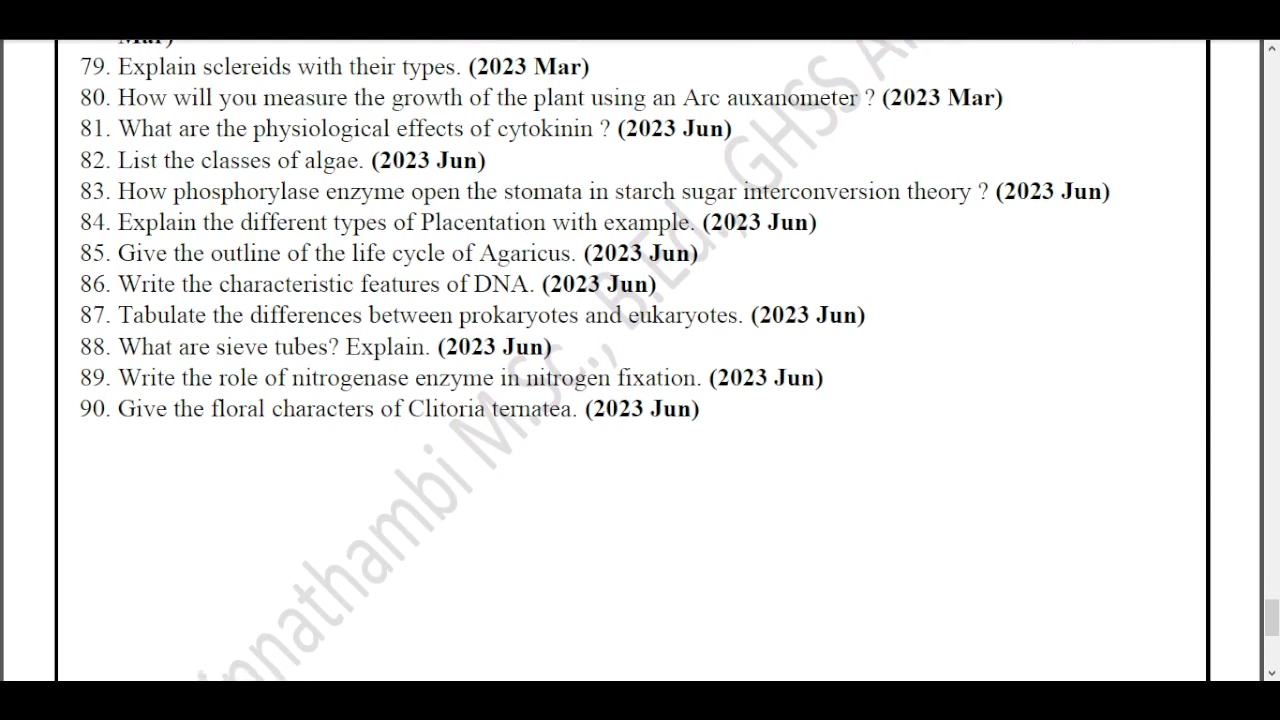 Mar)
79. Explain sclereids with their types. (2023 Mar)
80. How will you measure the growth of the plant using an Arc auxanometer ? (2023 Mar)
81. What are the physiological effects of cytokinin ? (2023 Jun)
82. List the classes of algae. (2023 Jun)
83. How phosphorylase enzyme open the stomata in starch sugar interconversion theory ? (2023 Jun)
84. Explain the different types of Placentation with example. (2023 Jun)
85. Give the outline of the life cycle of Agaricus. (2023 Jun)
86. Write the characteristic features of DNA. (2023 Jun)
87. Tabulate the differences between prokaryotes and eukaryotes. (2023 Jun)
88. What are sieve tubes? Explain. (2023 Jun)
89. Write the role of nitrogenase enzyme in nitrogen fixation. (2023 Jun)
90. Give the floral characters of Clitoria ternatea. (2023 Jun)
innathambi M.Sc., B.Ed., GHSS A